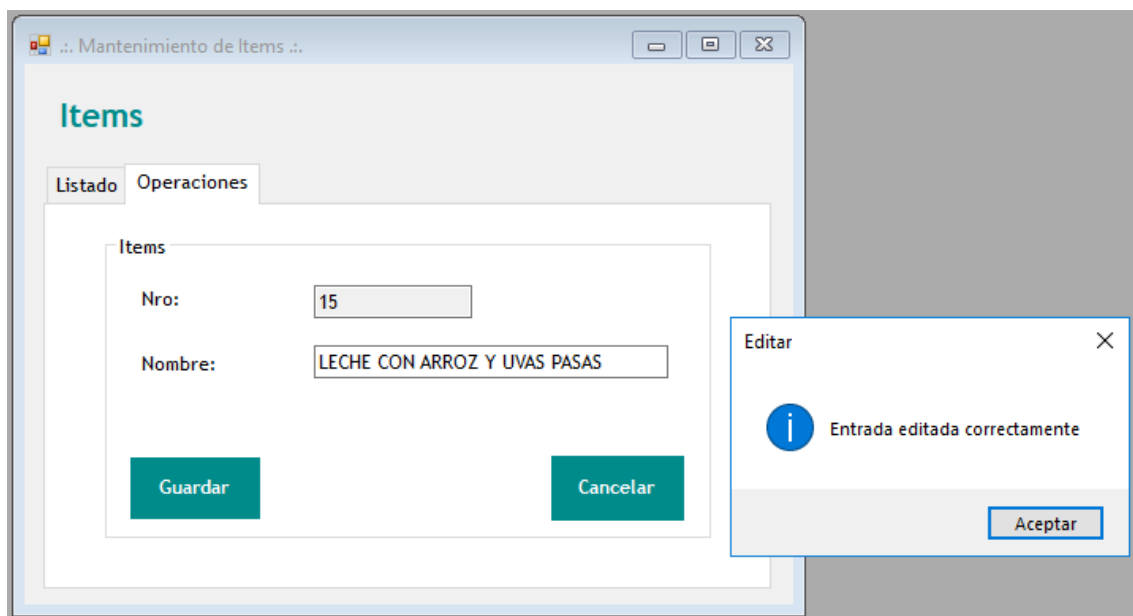 .:. Mantenimiento de Items .:.
Items
Listado
Operaciones
Items
Nro:
15
Nombre:
LECHE CON ARROZ Y UVAS PASAS
Guardar
Cancelar
Editar
Entrada editada correctamente
Aceptar